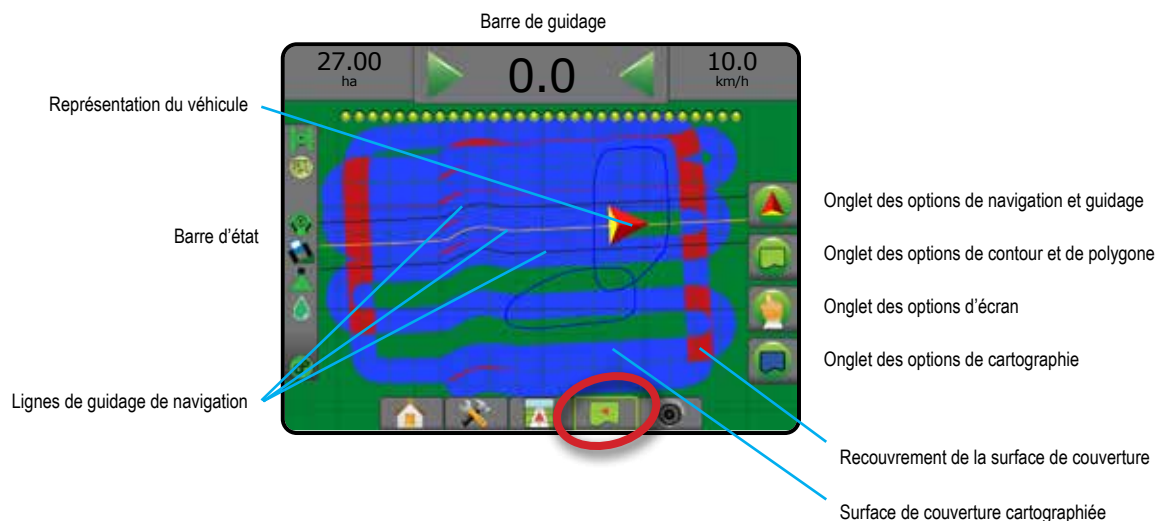 Barre de guidage
27.00
ha
0.0
10.0
km/h
Représentation du véhicule
Barre d’état
Lignes de guidage de navigation
Onglet des options de navigation et guidage
Onglet des options de contour et de polygone
Onglet des options d’écran
Onglet des options de cartographie
Recouvrement de la surface de couverture
Surface de couverture cartographiée